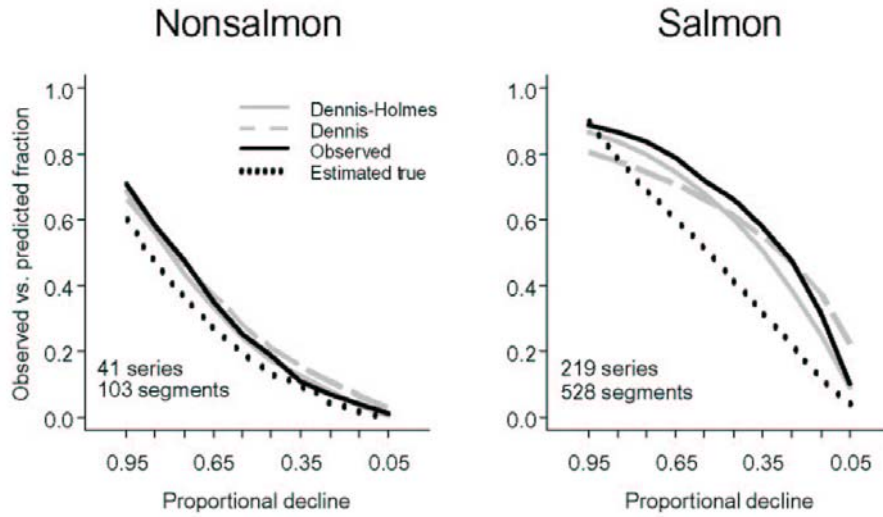 Nonsalmon
Observed vs. predicted fraction
1.0
0.8
0.6
0.4
0.2
0.0
Dennis-Holmes
Dennis
Observed
Estimated true
41 series
103 segments
0.95
0.65
0.35
0.05
Proportional decline
Salmon
1.0
0.8
0.6
0.4
0.2
0.0
219 series
528 segments
0.95
0.65
0.35
0.05
Proportional decline